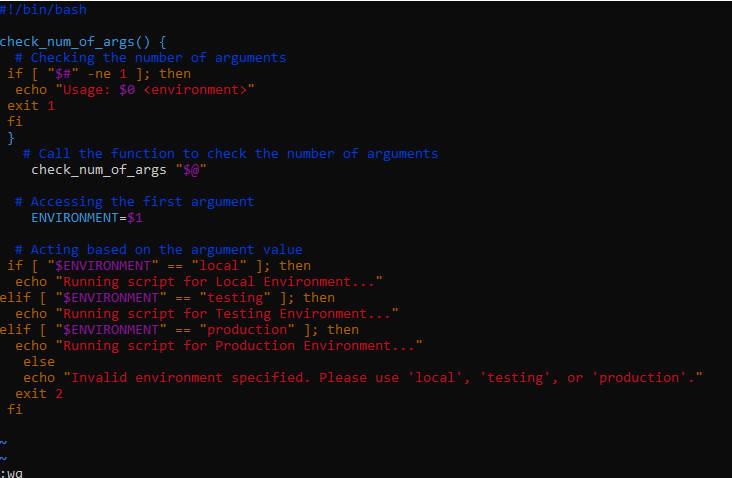 #!/bin/bash
check_num_of_args() {
# Checking the number of arguments
if [ "$#" -ne 1 ]; then
echo "Usage: $0 <environment>"
exit 1
fi
}
# Call the function to check the number of arguments
check_num_of_args "$@"
# Accessing the first argument
ENVIRONMENT=$1
# Acting based on the argument value
if [ "$ENVIRONMENT" == "local" ]; then
echo "Running script for Local Environment..."
elif [ "$ENVIRONMENT" == "testing" ]; then
echo "Running script for Testing Environment..."
elif [ "$ENVIRONMENT" == "production" ]; then
echo "Running script for Production Environment..."
else
echo "Invalid environment specified. Please use 'local', 'testing', or 'production'."
exit 2
fi
~
~
:wq